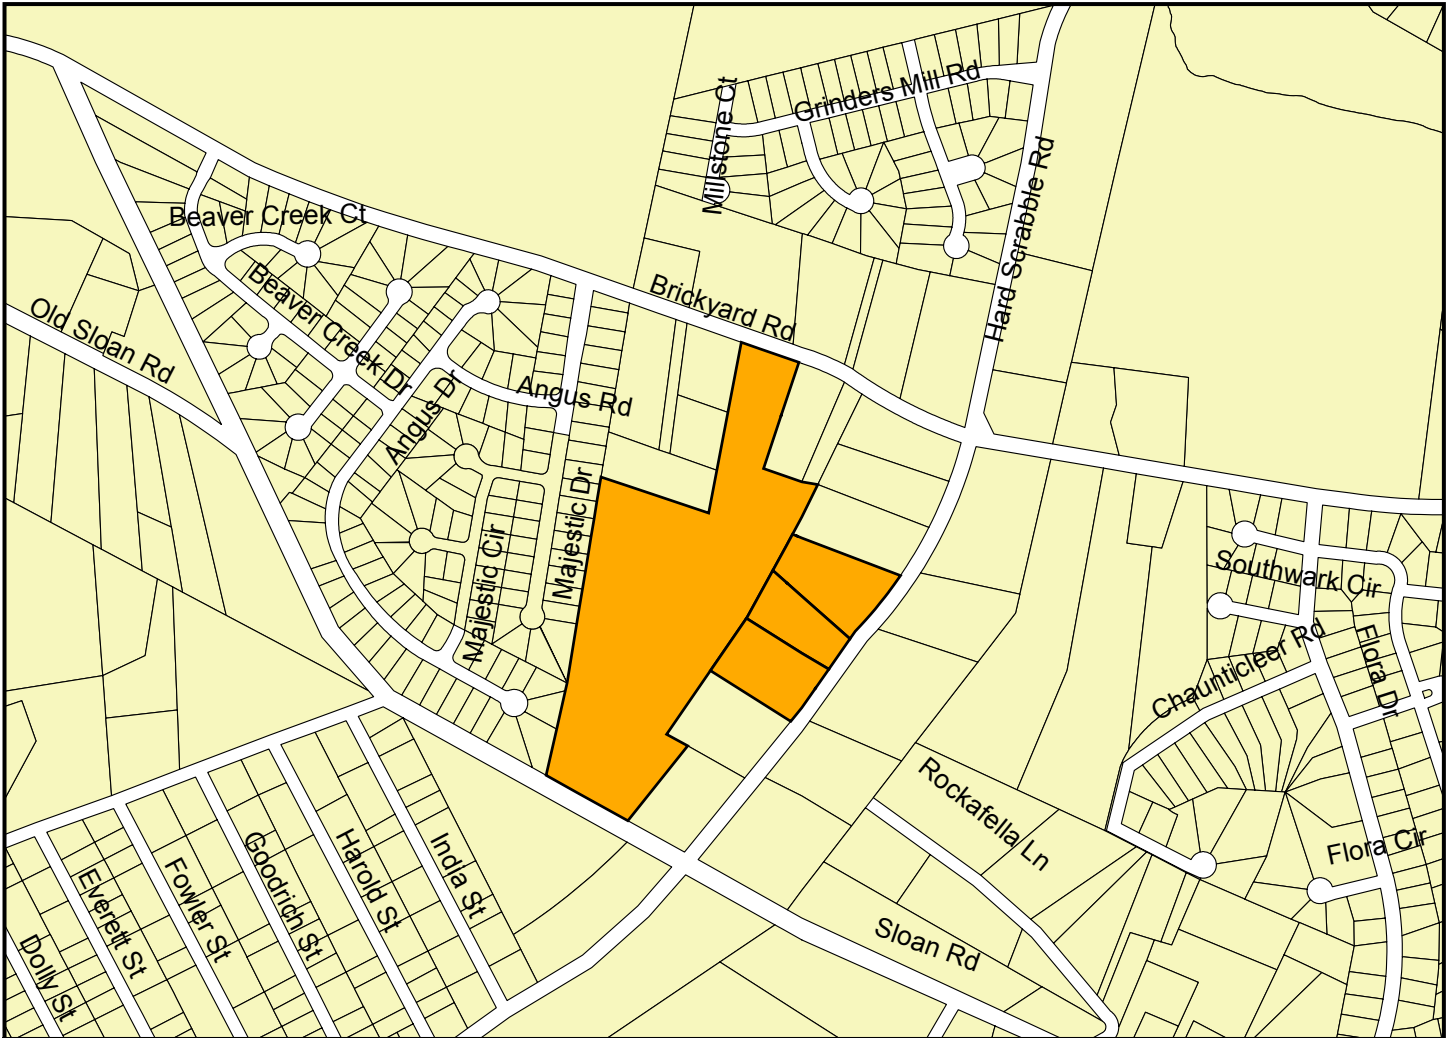 Grinders Mill Rd
Millstone Ct
Hard Scrabble Rd
Beaver Creek Ct
Beaver Creek Dr
Brickyard Rd
Old Sloan Rd
Angus Dr
Angus Rd
Majestic Dr
Majestic Cir
Southwark Cir
Chaunticleer Rd
Flora Dr
Rockafella Ln
Flora Cir
India St
Harold St
Goodrich St
Fowler St
Everett St
Dolly St
Sloan Rd